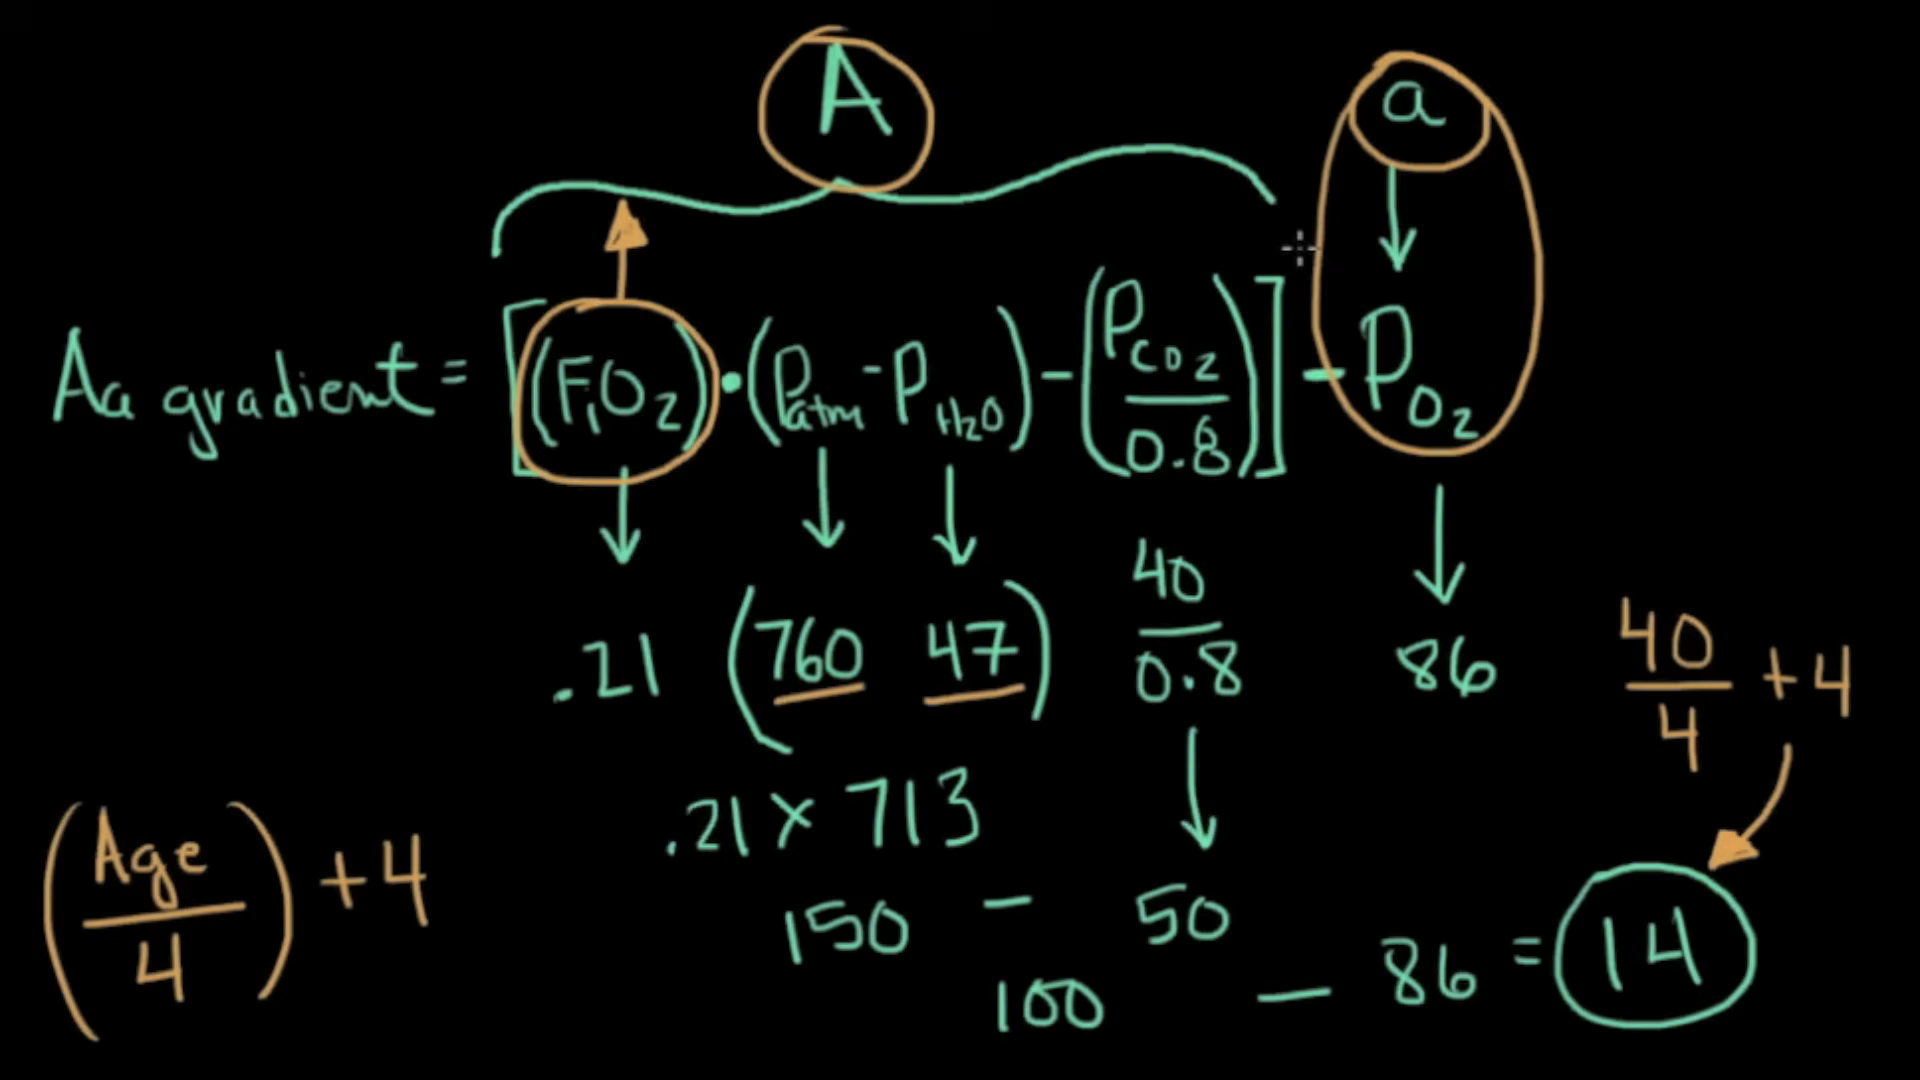 A a
Aa gradient = [(FiO2) • (Patm - PH2O) - (PCO2/0.8)] - PO2
.21 (760 47) 40/0.8 86
40/4 + 4
.21 x 713
(Age/4) + 4
150 - 50
100 - 86 = 14